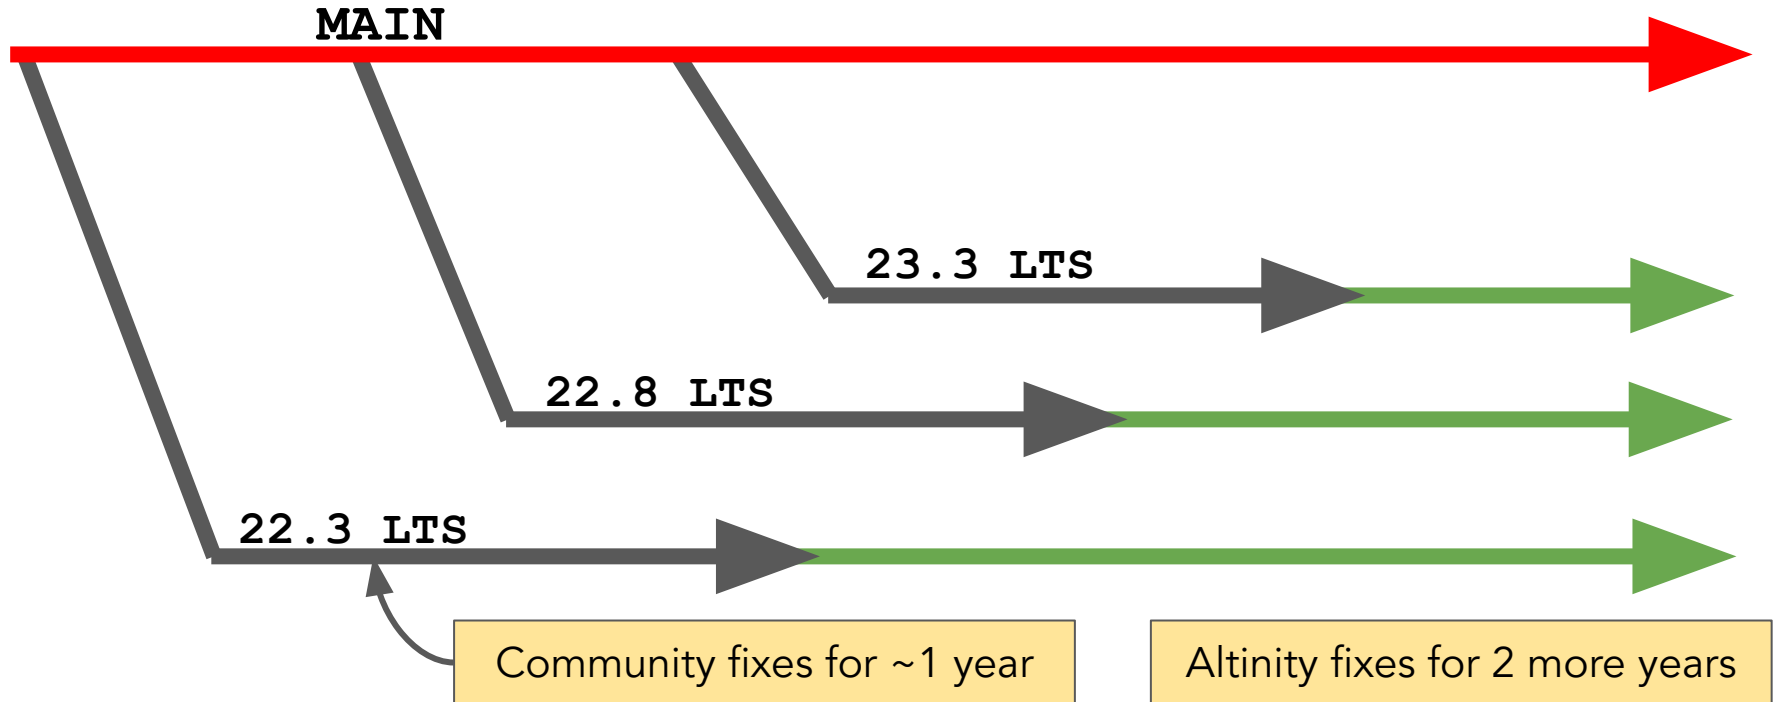 MAIN
23.3 LTS
22.8 LTS
22.3 LTS
Community fixes for ~1 year
Altinity fixes for 2 more years